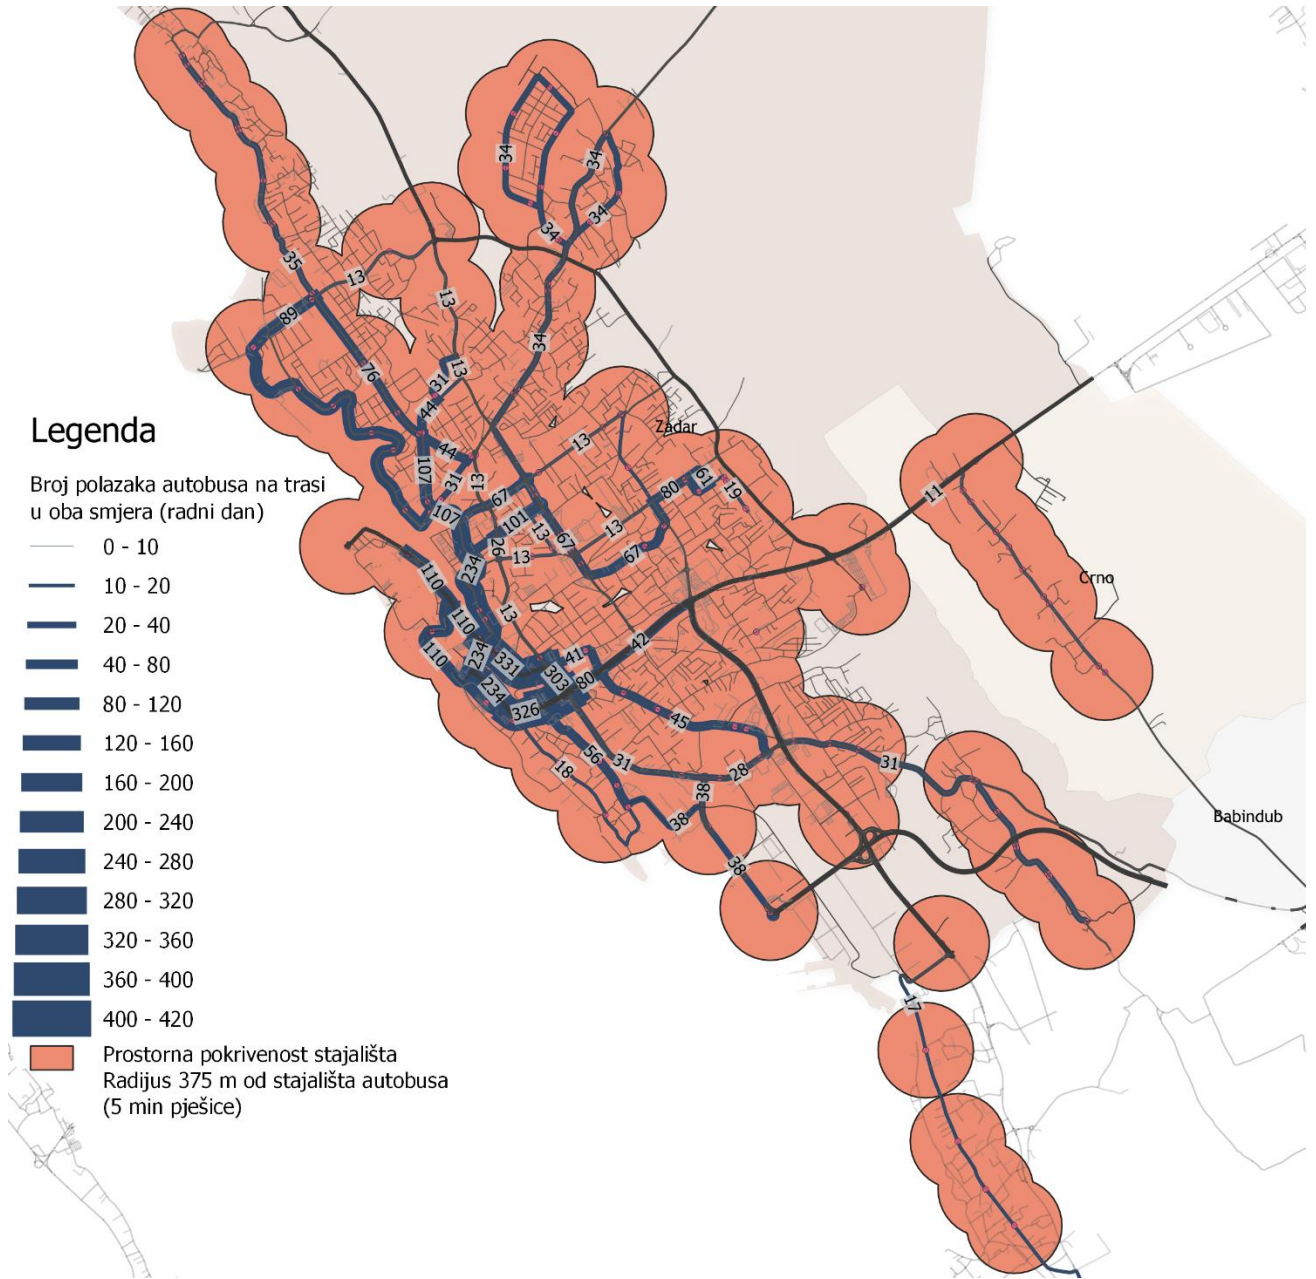 34
34
34
34
35
13
13
89
34
76
13
31
44
Zadar
Legenda
13
44
107
31
13
80
61
19
11
Broj polazaka autobusa na trasi
u oba smjera (radni dan)
67
107
101
13
67
13
67
0 - 10
26
13
234
110
Crno
10 - 20
110
13
20 - 40
110
234
331
41
42
40 - 80
234
303
80
80 - 120
326
45
120 - 160
56
31
18
28
31
160 - 200
38
200 - 240
38
Babindub
240 - 280
38
280 - 320
320 - 360
360 - 400
17
400 - 420
Prostorna pokrivenost stajališta
Radijus 375 m od stajališta autobusa
(5 min pješice)